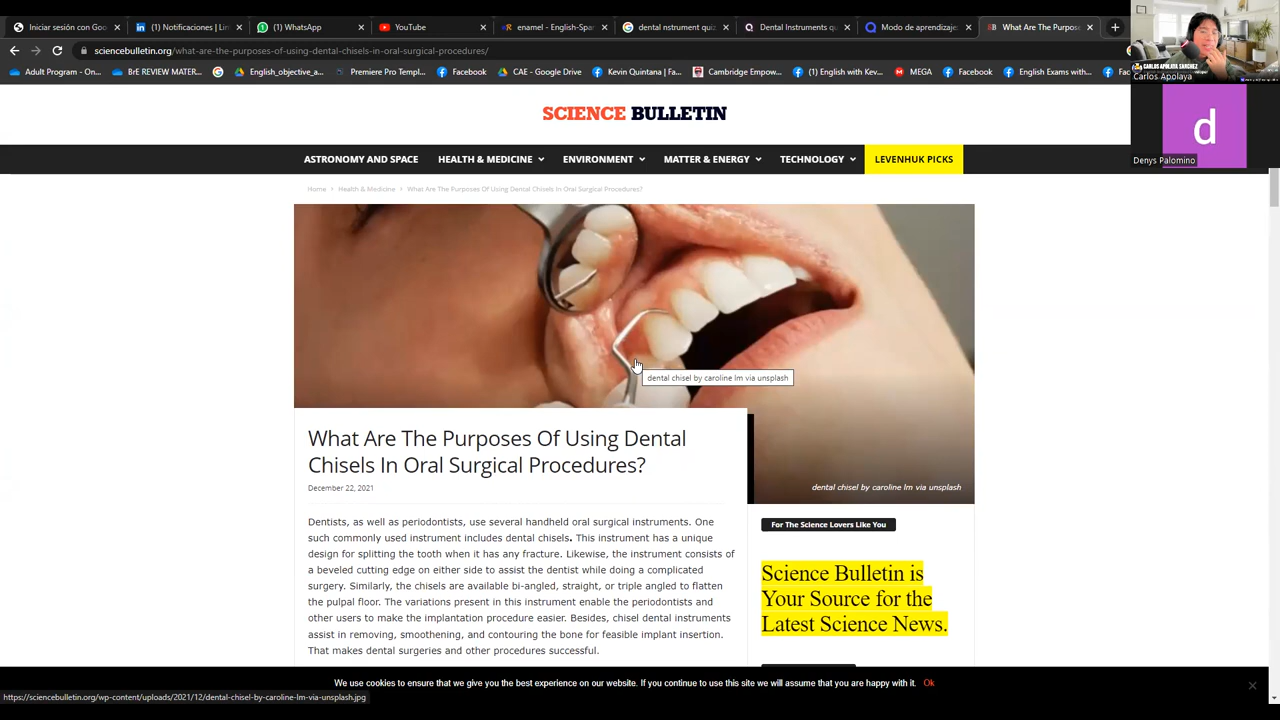 Iniciar sesión con Goo
(1) Notificaciones | Lin
(1) WhatsApp
YouTube
enamel - English-Span
dental nstrument quiz
Dental Instruments qu
Modo de aprendizaje
What Are The Purpose
sciencebulletin.org/what-are-the-purposes-of-using-dental-chisels-in-oral-surgical-procedures/
Adult Program - On...
BrE REVIEW MATER...
English_objective_a...
Premiere Pro Templ...
Facebook
CAE - Google Drive
Kevin Quintana | Fa...
Cambridge Empow...
(1) English with Kev...
MEGA
Facebook
English Exams with...
CARLOS APOLAYA SANCHEZ
Carlos Apolaya
d
Denys Palomino
SCIENCE BULLETIN
ASTRONOMY AND SPACE HEALTH & MEDICINE ENVIRONMENT MATTER & ENERGY TECHNOLOGY LEVENHUK PICKS
Home Health & Medicine What Are The Purposes Of Using Dental Chisels In Oral Surgical Procedures?
dental chisel by caroline lm via unsplash
What Are The Purposes Of Using Dental
Chisels In Oral Surgical Procedures?
December 22, 2021
dental chisel by caroline lm via unsplash
Dentists, as well as periodontists, use several handheld oral surgical instruments. One
such commonly used instrument includes dental chisels. This instrument has a unique
design for splitting the tooth when it has any fracture. Likewise, the instrument consists of
a beveled cutting edge on either side to assist the dentist while doing a complicated
surgery. Similarly, the chisels are available bi-angled, straight, or triple angled to flatten
the pulpal floor. The variations present in this instrument enable the periodontists and
other users to make the implantation procedure easier. Besides, chisel dental instruments
assist in removing, smoothening, and contouring the bone for feasible implant insertion.
That makes dental surgeries and other procedures successful.
For The Science Lovers Like You
Science Bulletin is
Your Source for the
Latest Science News.
We use cookies to ensure that we give you the best experience on our website. If you continue to use this site we will assume that you are happy with it. Ok
https://sciencebulletin.org/wp-content/uploads/2021/12/dental-chisel-by-caroline-lm-via-unsplash.jpg